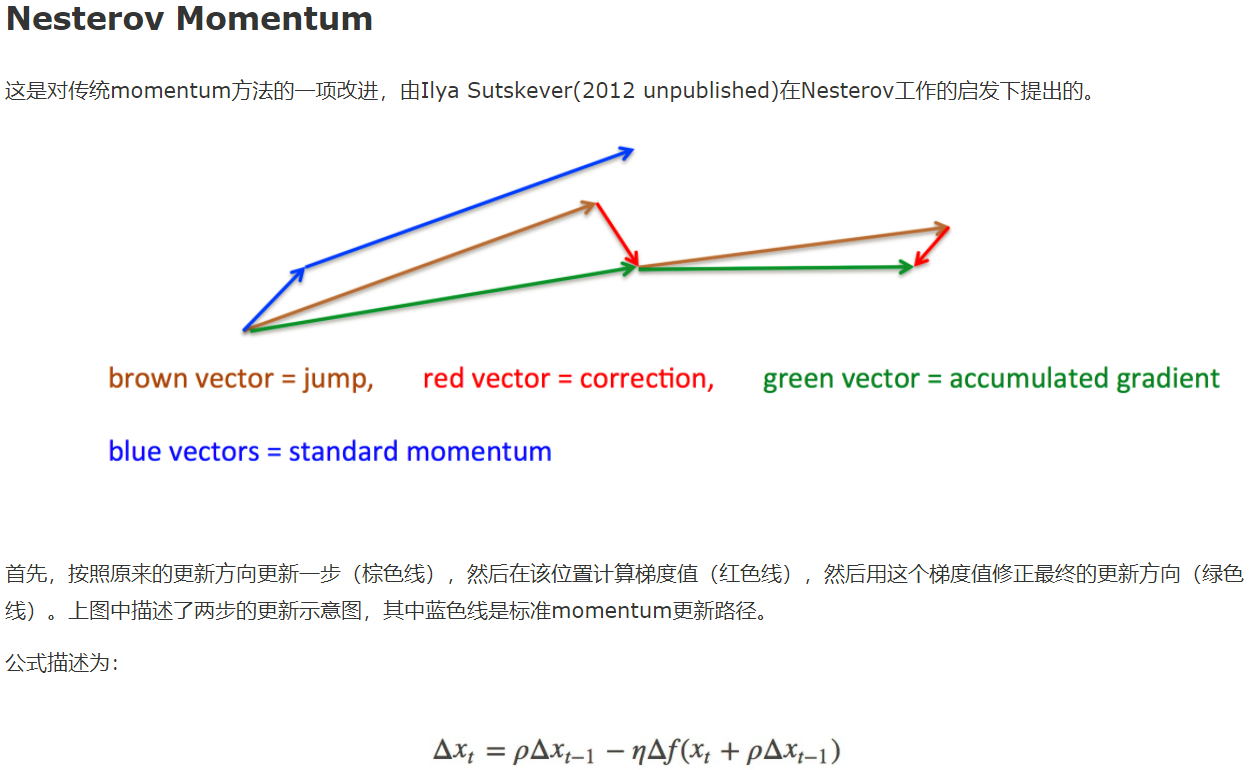 Nesterov Momentum
这是对传统momentum方法的一项改进，由Ilya Sutskever(2012 unpublished)在Nesterov工作的启发下提出的。
brown vector = jump, red vector = correction, green vector = accumulated gradient
blue vectors = standard momentum
首先，按照原来的更新方向更新一步（棕色线），然后在该位置计算梯度值（红色线），然后用这个梯度值修正最终的更新方向（绿色
线）。上图中描述了两步的更新示意图，其中蓝色线是标准momentum更新路径。
公式描述为：
Δxₜ = ρΔxₜ₋₁ − ηΔf(xₜ + ρΔxₜ₋₁)